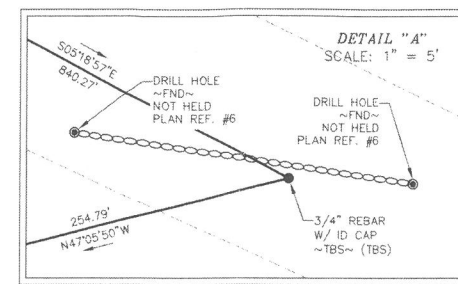 DETAIL "A"
SCALE: 1" = 5'
S05°18'57"E
840.27'
DRILL HOLE
~FND~
NOT HELD
PLAN REF. #6
DRILL HOLE
~FND~
NOT HELD
PLAN REF. #6
254.79'
N47°05'50"W
3/4" REBAR
W/ ID CAP
~TBS~ (TBS)